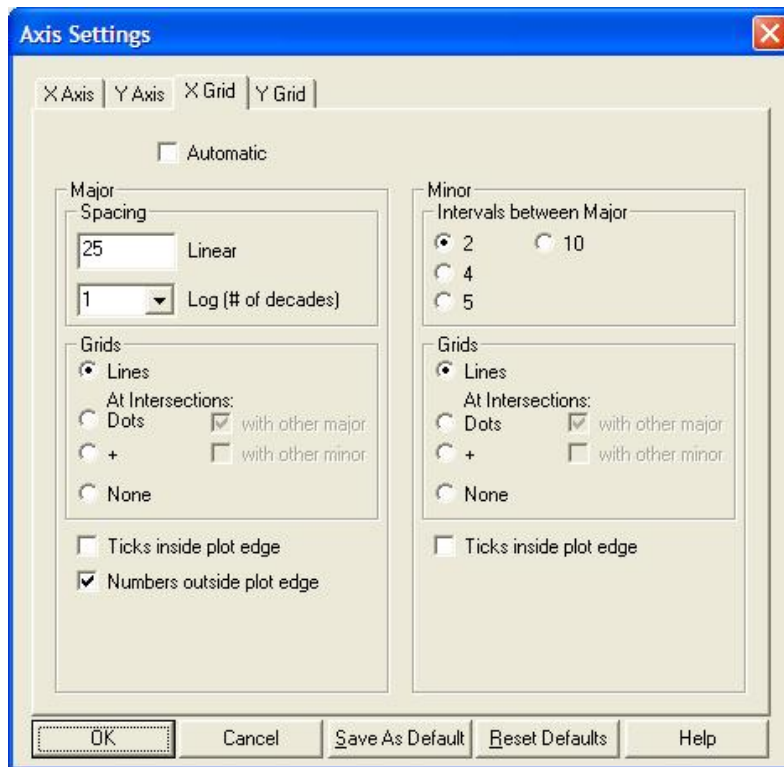 Axis Settings
X Axis Y Axis X Grid Y Grid
Automatic
Major
Spacing
25 Linear
1 Log (# of decades)
Grids
Lines
At Intersections:
Dots with other major
+ with other minor
None
Ticks inside plot edge
Numbers outside plot edge
Minor
Intervals between Major
2 10
4
5
Grids
Lines
At Intersections:
Dots with other major
+ with other minor
None
Ticks inside plot edge
OK Cancel Save As Default Reset Defaults Help